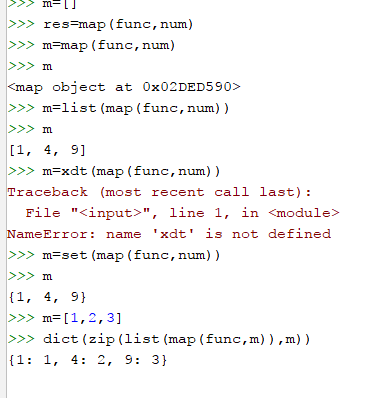 >>> m=[]
>>> res=map(func,num)
>>> m=map(func,num)
>>> m
<map object at 0x02DED590>
>>> m=list(map(func,num))
>>> m
[1, 4, 9]
>>> m=xdt(map(func,num))
Traceback (most recent call last):
  File "<input>", line 1, in <module>
NameError: name 'xdt' is not defined
>>> m=set(map(func,num))
>>> m
{1, 4, 9}
>>> m=[1,2,3]
>>> dict(zip(list(map(func,m)),m))
{1: 1, 4: 2, 9: 3}